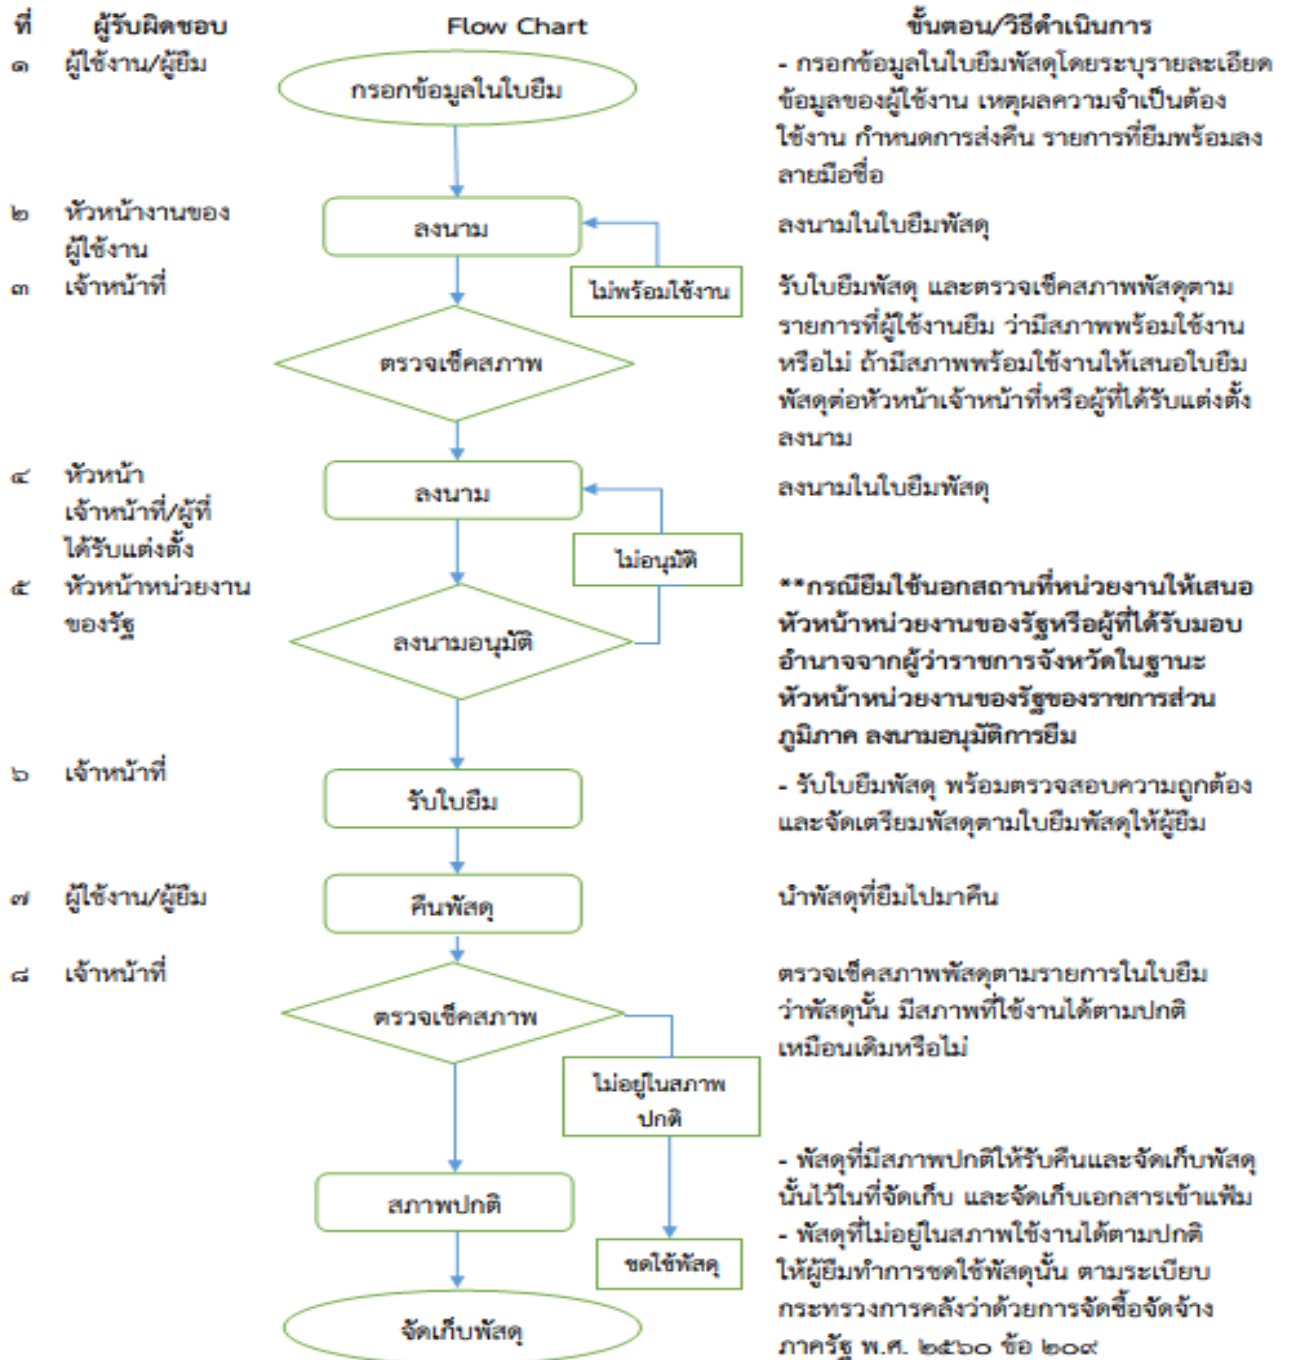 ที่ ผู้รับผิดชอบ Flow Chart ขั้นตอน/วิธีดำเนินการ
๑ ผู้ใช้งาน/ผู้ยืม
กรอกข้อมูลในใบยืม
- กรอกข้อมูลในใบยืมพัสดุโดยระบุรายละเอียด
ข้อมูลของผู้ใช้งาน เหตุผลความจำเป็นต้อง
ใช้งาน กำหนดการส่งคืน รายการที่ยืมพร้อมลง
ลายมือชื่อ
๒ หัวหน้างานของ
ผู้ใช้งาน
ลงนาม
ลงนามในใบยืมพัสดุ
ไม่พร้อมใช้งาน
๓ เจ้าหน้าที่
ตรวจเช็คสภาพ
รับใบยืมพัสดุ และตรวจเช็คสภาพพัสดุตาม
รายการที่ผู้ใช้งานยืม ว่ามีสภาพพร้อมใช้งาน
หรือไม่ ถ้ามีสภาพพร้อมใช้งานให้เสนอใบยืม
พัสดุต่อหัวหน้าเจ้าหน้าที่หรือผู้ที่ได้รับแต่งตั้ง
ลงนาม
๔ หัวหน้า
เจ้าหน้าที่/ผู้ที่
ได้รับแต่งตั้ง
ลงนาม
ลงนามในใบยืมพัสดุ
ไม่อนุมัติ
๕ หัวหน้าหน่วยงาน
ของรัฐ
ลงนามอนุมัติ
**กรณียืมใช้นอกสถานที่หน่วยงานให้เสนอ
หัวหน้าหน่วยงานของรัฐหรือผู้ที่ได้รับมอบ
อำนาจจากผู้ว่าราชการจังหวัดในฐานะ
หัวหน้าหน่วยงานของรัฐของราชการส่วน
ภูมิภาค ลงนามอนุมัติการยืม
๖ เจ้าหน้าที่
รับใบยืม
- รับใบยืมพัสดุ พร้อมตรวจสอบความถูกต้อง
และจัดเตรียมพัสดุตามใบยืมพัสดุให้ผู้ยืม
๗ ผู้ใช้งาน/ผู้ยืม
คืนพัสดุ
นำพัสดุที่ยืมไปมาคืน
๘ เจ้าหน้าที่
ตรวจเช็คสภาพ
ตรวจเช็คสภาพพัสดุตามรายการในใบยืม
ว่าพัสดุนั้น มีสภาพที่ใช้งานได้ตามปกติ
เหมือนเดิมหรือไม่
ไม่อยู่ในสภาพ
ปกติ
สภาพปกติ
ชดใช้พัสดุ
จัดเก็บพัสดุ
- พัสดุที่มีสภาพปกติให้รับคืนและจัดเก็บพัสดุ
นั้นไว้ในที่จัดเก็บ และจัดเก็บเอกสารเข้าแฟ้ม
- พัสดุที่ไม่อยู่ในสภาพใช้งานได้ตามปกติ
ให้ผู้ยืมทำการชดใช้พัสดุนั้น ตามระเบียบ
กระทรวงการคลังว่าด้วยการจัดซื้อจัดจ้าง
ภาครัฐ พ.ศ. ๒๕๖๐ ข้อ ๒๐๙